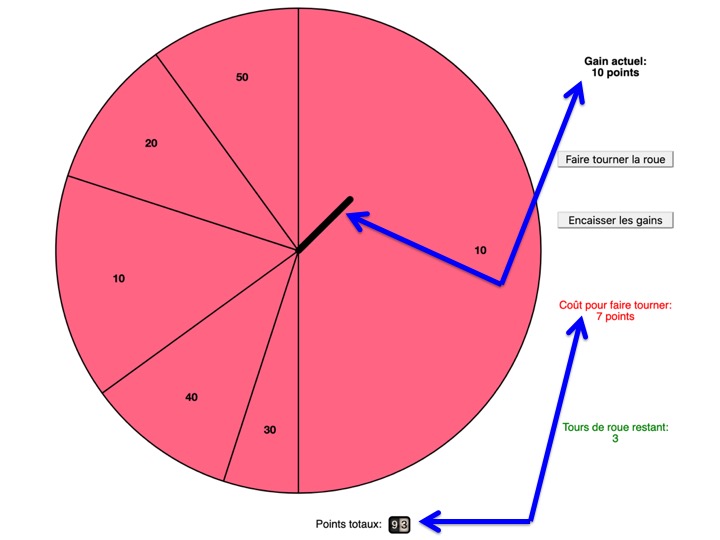 50
Gain actuel:
10 points
20
Faire tourner la roue
Encaisser les gains
10
10
Coût pour faire tourner:
7 points
40
30
Tours de roue restant:
3
Points totaux: 93